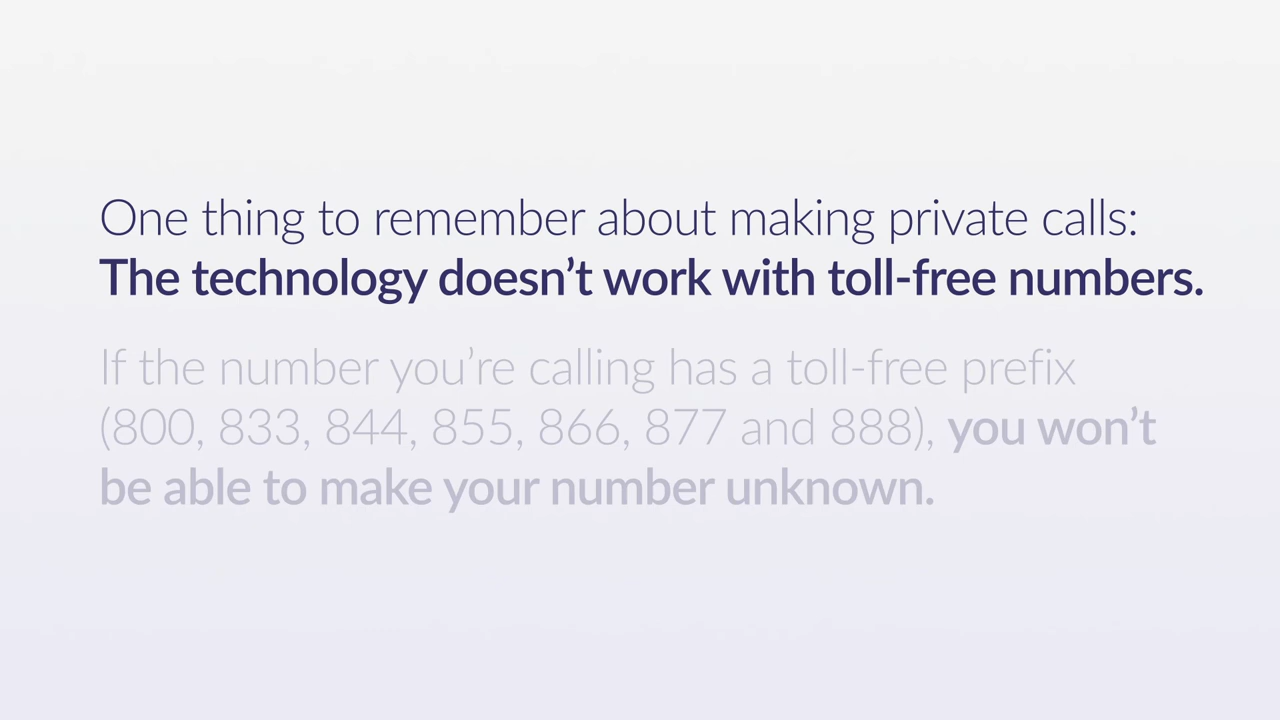 One thing to remember about making private calls:
The technology doesn’t work with toll-free numbers.
If the number you’re calling has a toll-free prefix
(800, 833, 844, 855, 866, 877 and 888), you won’t
be able to make your number unknown.